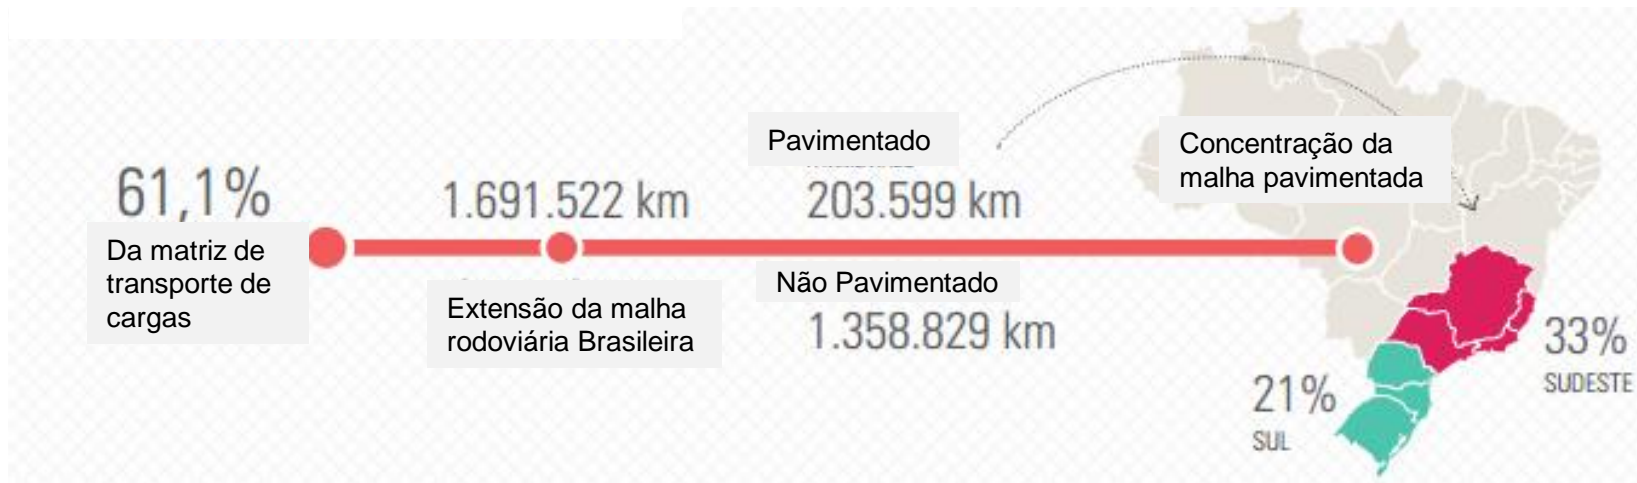 61,1%
Da matriz de
transporte de
cargas
1.691.522 km
Extensão da malha
rodoviária Brasileira
Pavimentado
203.599 km
Não Pavimentado
1.358.829 km
Concentração da
malha pavimentada
33%
SUDESTE
21%
SUL